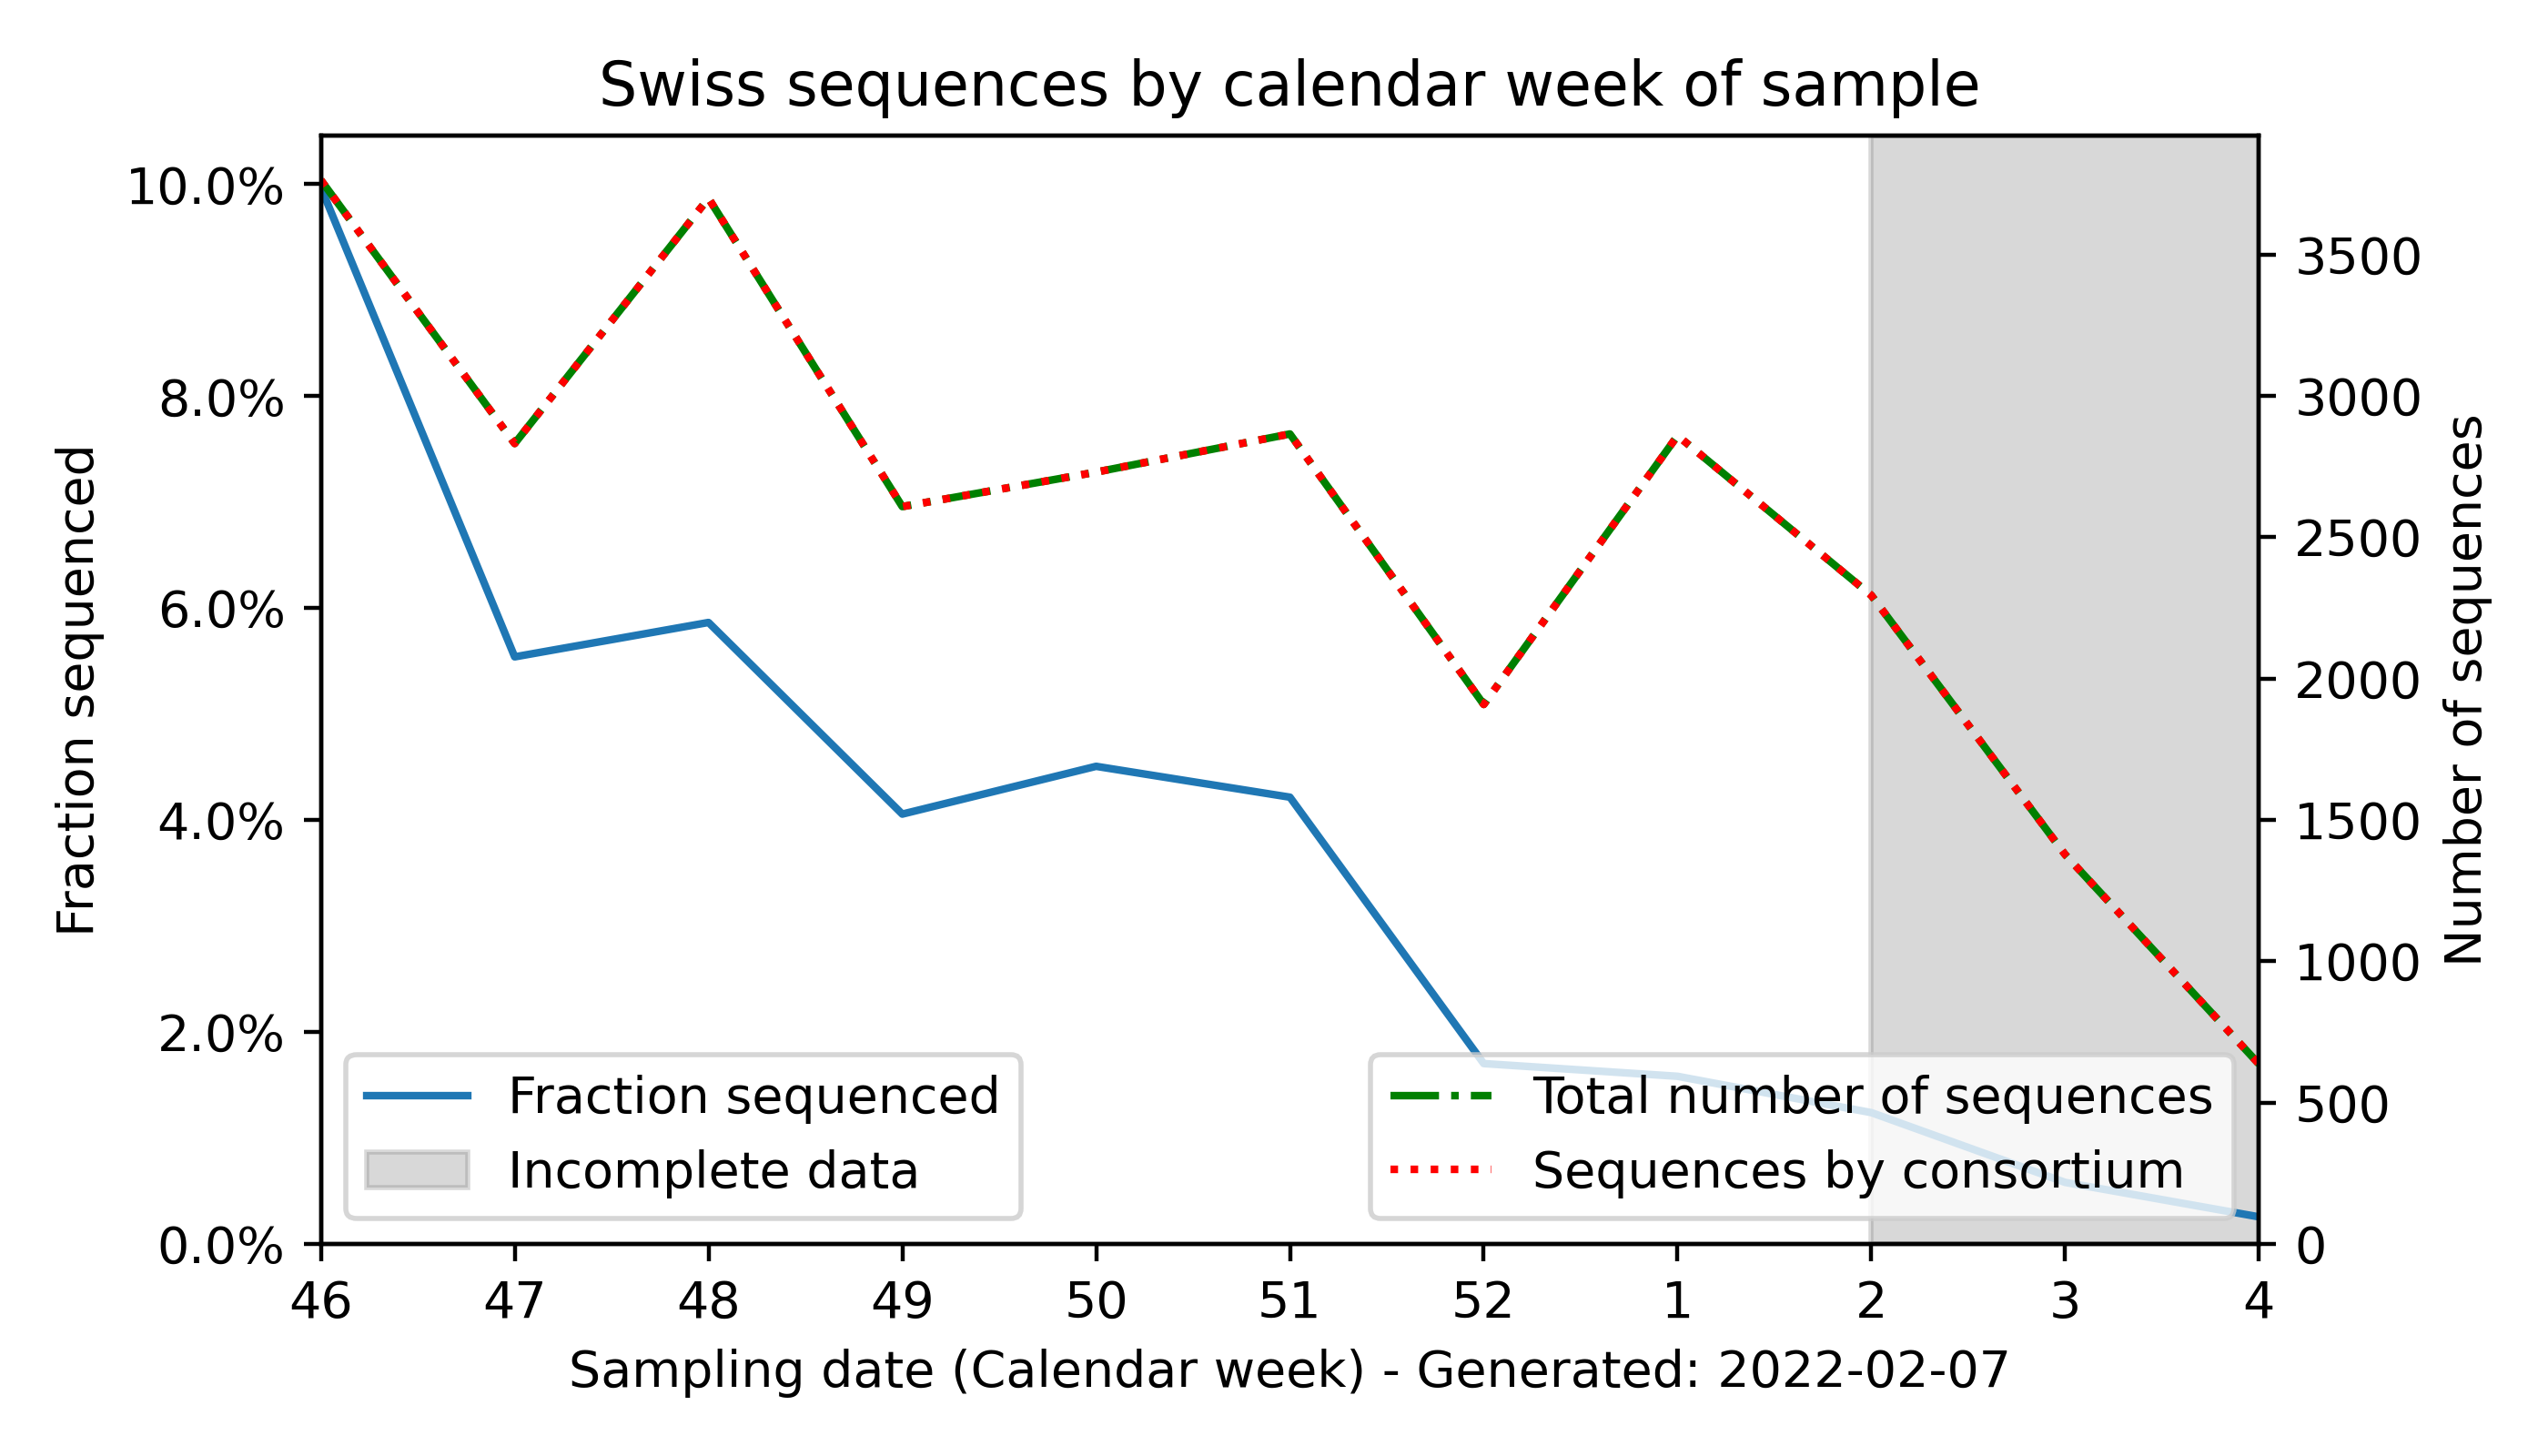 Swiss sequences by calendar week of sample
10.0%
8.0%
6.0%
4.0%
2.0%
0.0%
Fraction sequenced
3500
3000
2500
2000
1500
1000
500
0
Number of sequences
Fraction sequenced
Incomplete data
Total number of sequences
Sequences by consortium
46 47 48 49 50 51 52 1 2 3 4
Sampling date (Calendar week) - Generated: 2022-02-07